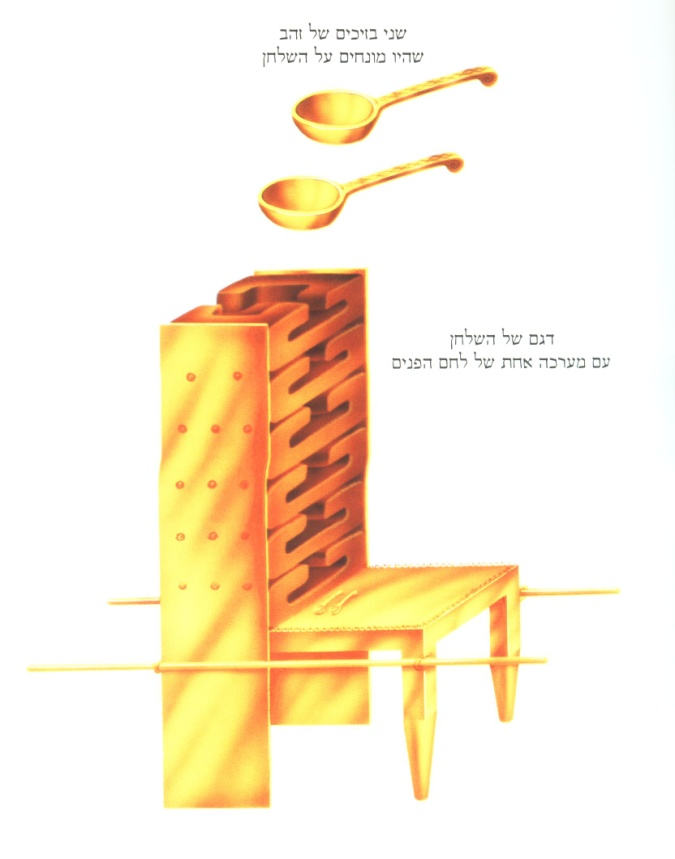 שני בזיכים של זהב
שהיו מונחים על השלחן
דגם של השלחן
עם מערכה אחת של לחם הפנים